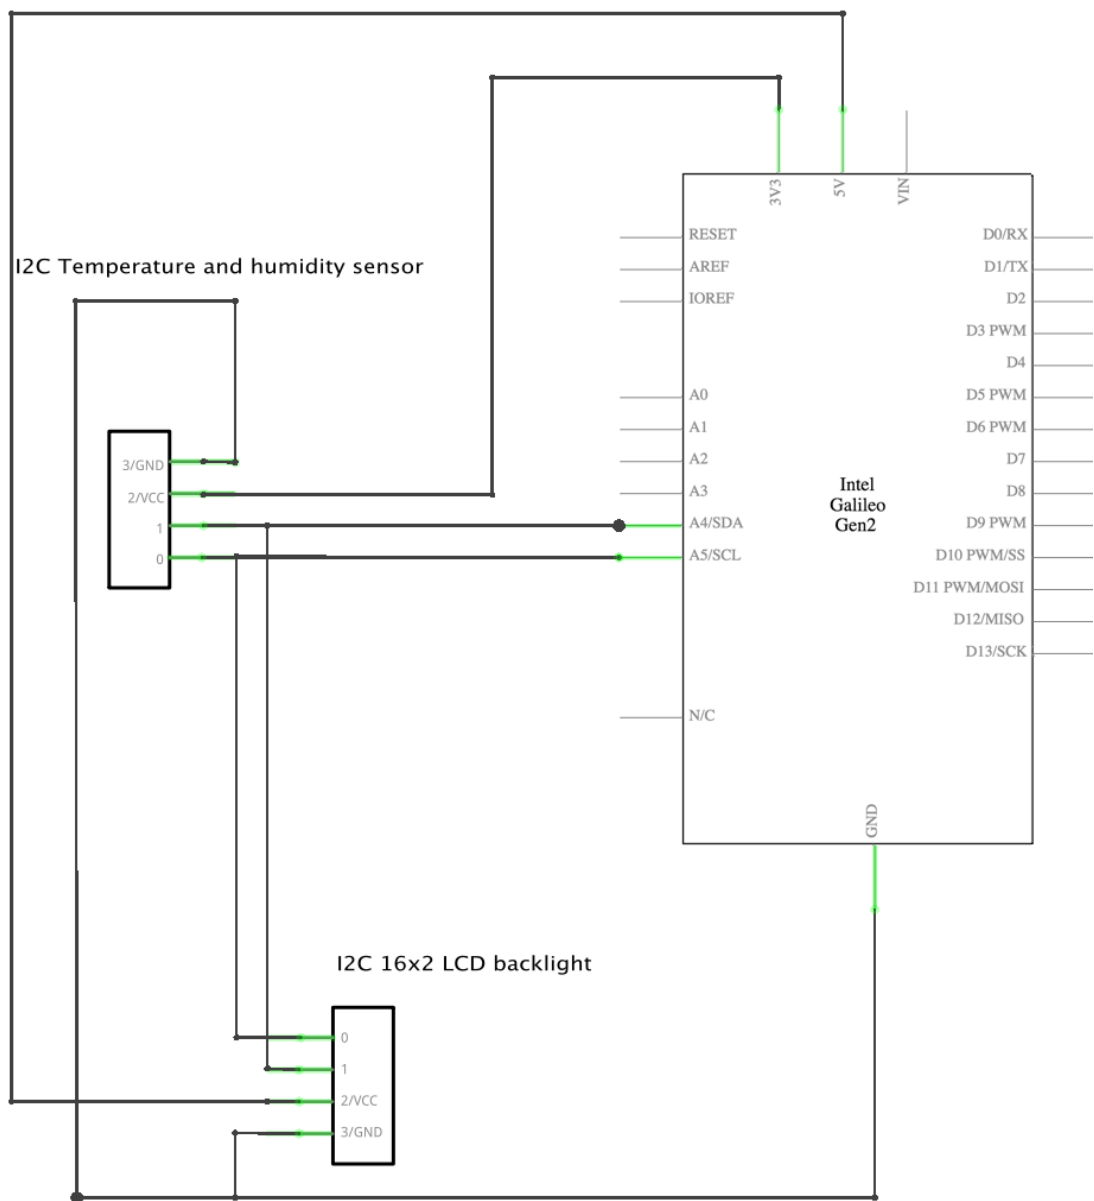 3V3
5V
VIN
RESET
AREF
IOREF
A0
A1
A2
A3
A4/SDA
A5/SCL
N/C
Intel
Galileo
Gen2
D0/RX
D1/TX
D2
D3 PWM
D4
D5 PWM
D6 PWM
D7
D8
D9 PWM
D10 PWM/SS
D11 PWM/MOSI
D12/MISO
D13/SCK
GND
I2C Temperature and humidity sensor
3/GND
2/VCC
1
0
I2C 16x2 LCD backlight
0
1
2/VCC
3/GND